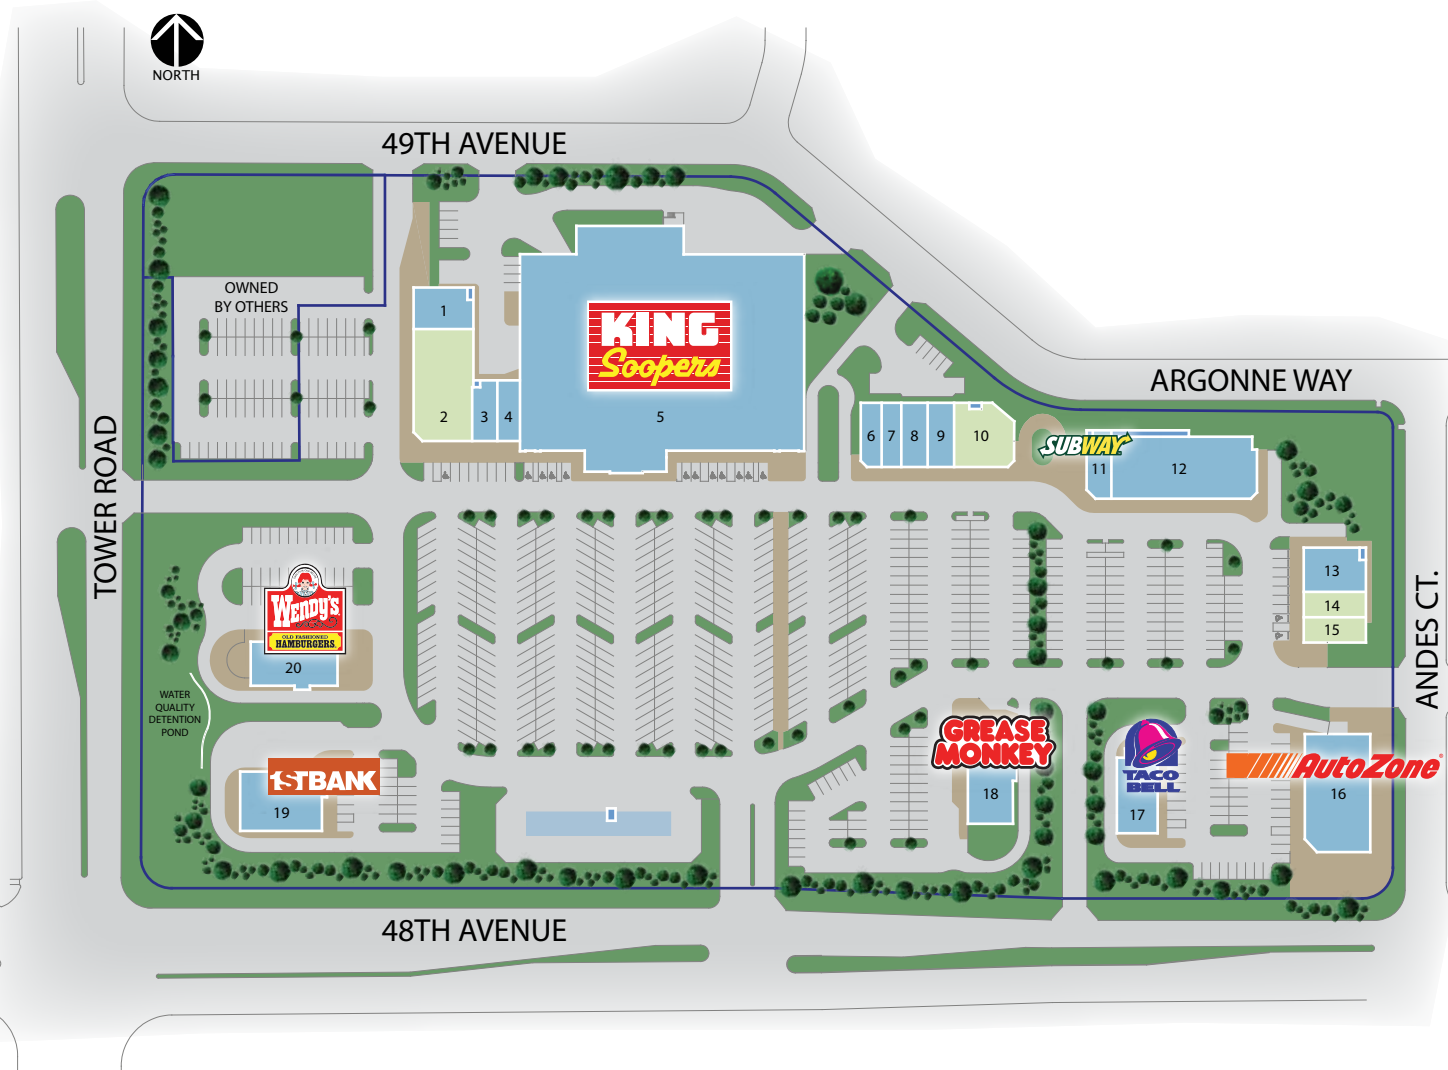 NORTH
49TH AVENUE
OWNED
BY OTHERS
1
KING
Soopers
ARGONNE WAY
2
3
4
5
6
7
8
9
10
SUBWAY
11
12
TOWER ROAD
13
14
15
ANDES CT.
WENDY'S
OLD FASHIONED
HAMBURGERS.
20
WATER
QUALITY
DETENTION
POND
GREASE
MONKEY
TACO
BELL
AutoZone
1STBANK
19
18
17
16
48TH AVENUE